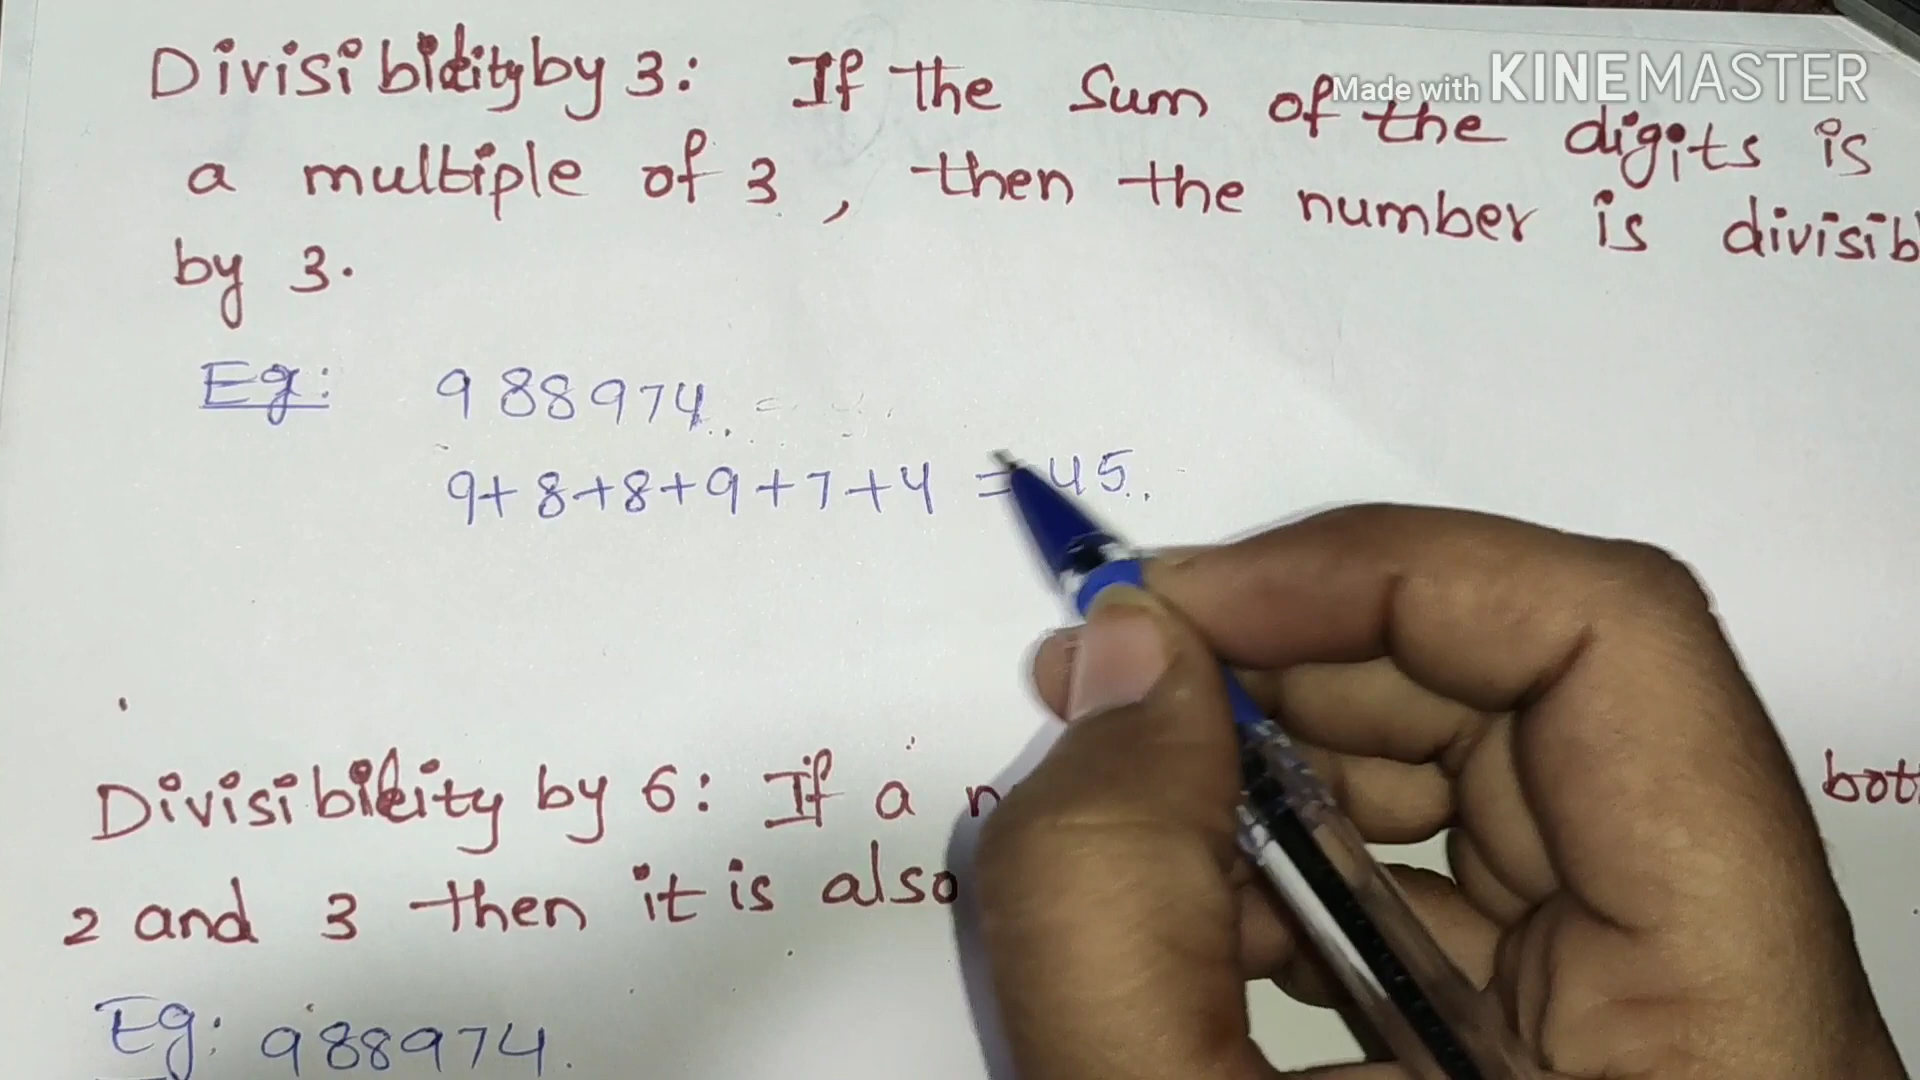 Divisibility by 3: If the Sum of the digits is
a multiple of 3, then the number is divisib
by 3.
Eg: 988974
9+8+8+9+7+4 = 45
Divisibility by 6: If a
2 and 3 then it is also
Eg: 988974.
Made with KINEMASTER